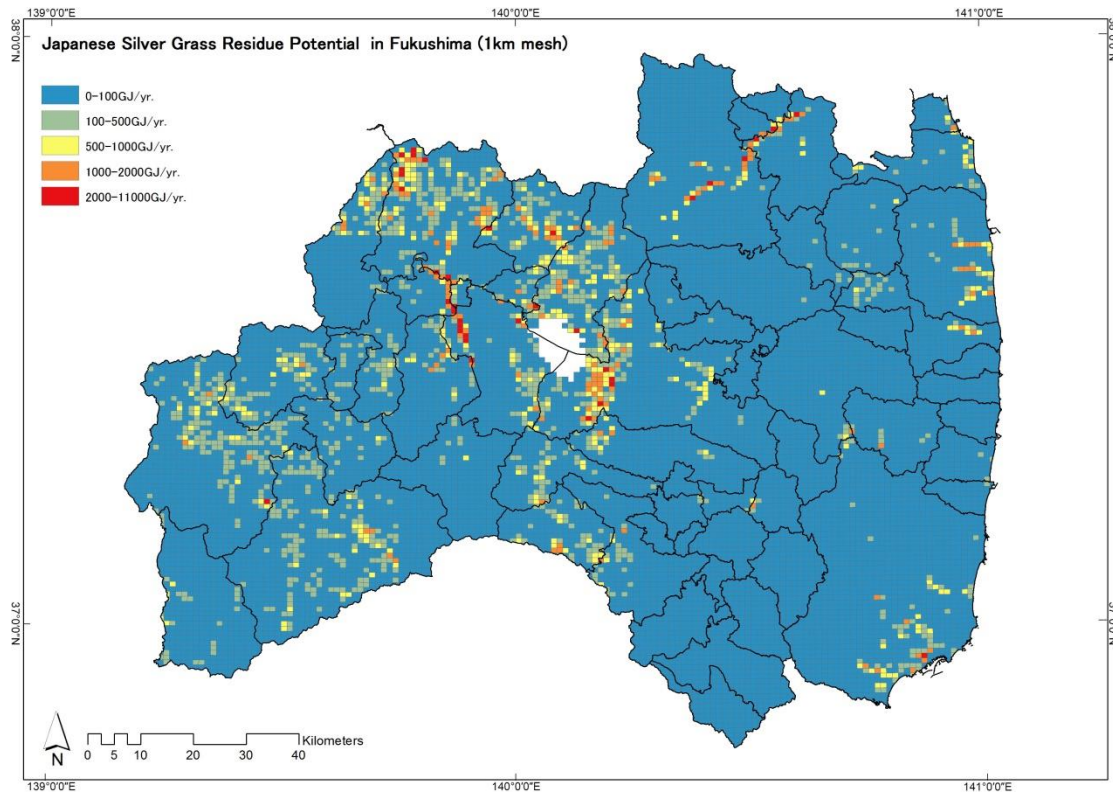 139°0'0"E
140°0'0"E
141°0'0"E
38°0'0"N
Japanese Silver Grass Residue Potential in Fukushima (1km mesh)
0-100GJ/yr.
100-500GJ/yr.
500-1000GJ/yr.
1000-2000GJ/yr.
2000-11000GJ/yr.
37°0'0"N
N
Kilometers
0 5 10 20 30 40
139°0'0"E
140°0'0"E
141°0'0"E